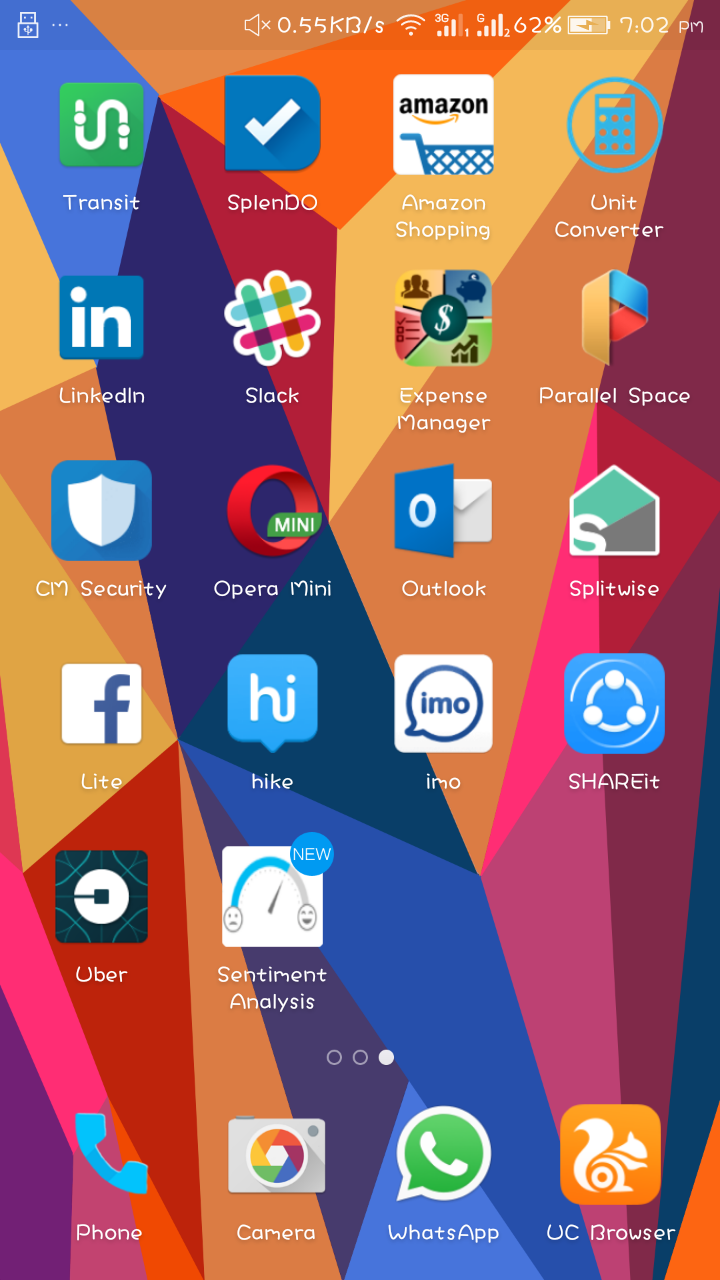 0.55KB/s 3G 1 G 2 62% 7:02 PM
amazon
Transit SplenDO Amazon Shopping Unit Converter
in $
LinkedIn Slack Expense Manager Parallel Space
MINI O S
CM Security Opera Mini Outlook Splitwise
f hi imo
Lite hike imo SHAREit
NEW
Uber Sentiment Analysis
Phone Camera WhatsApp UC Browser